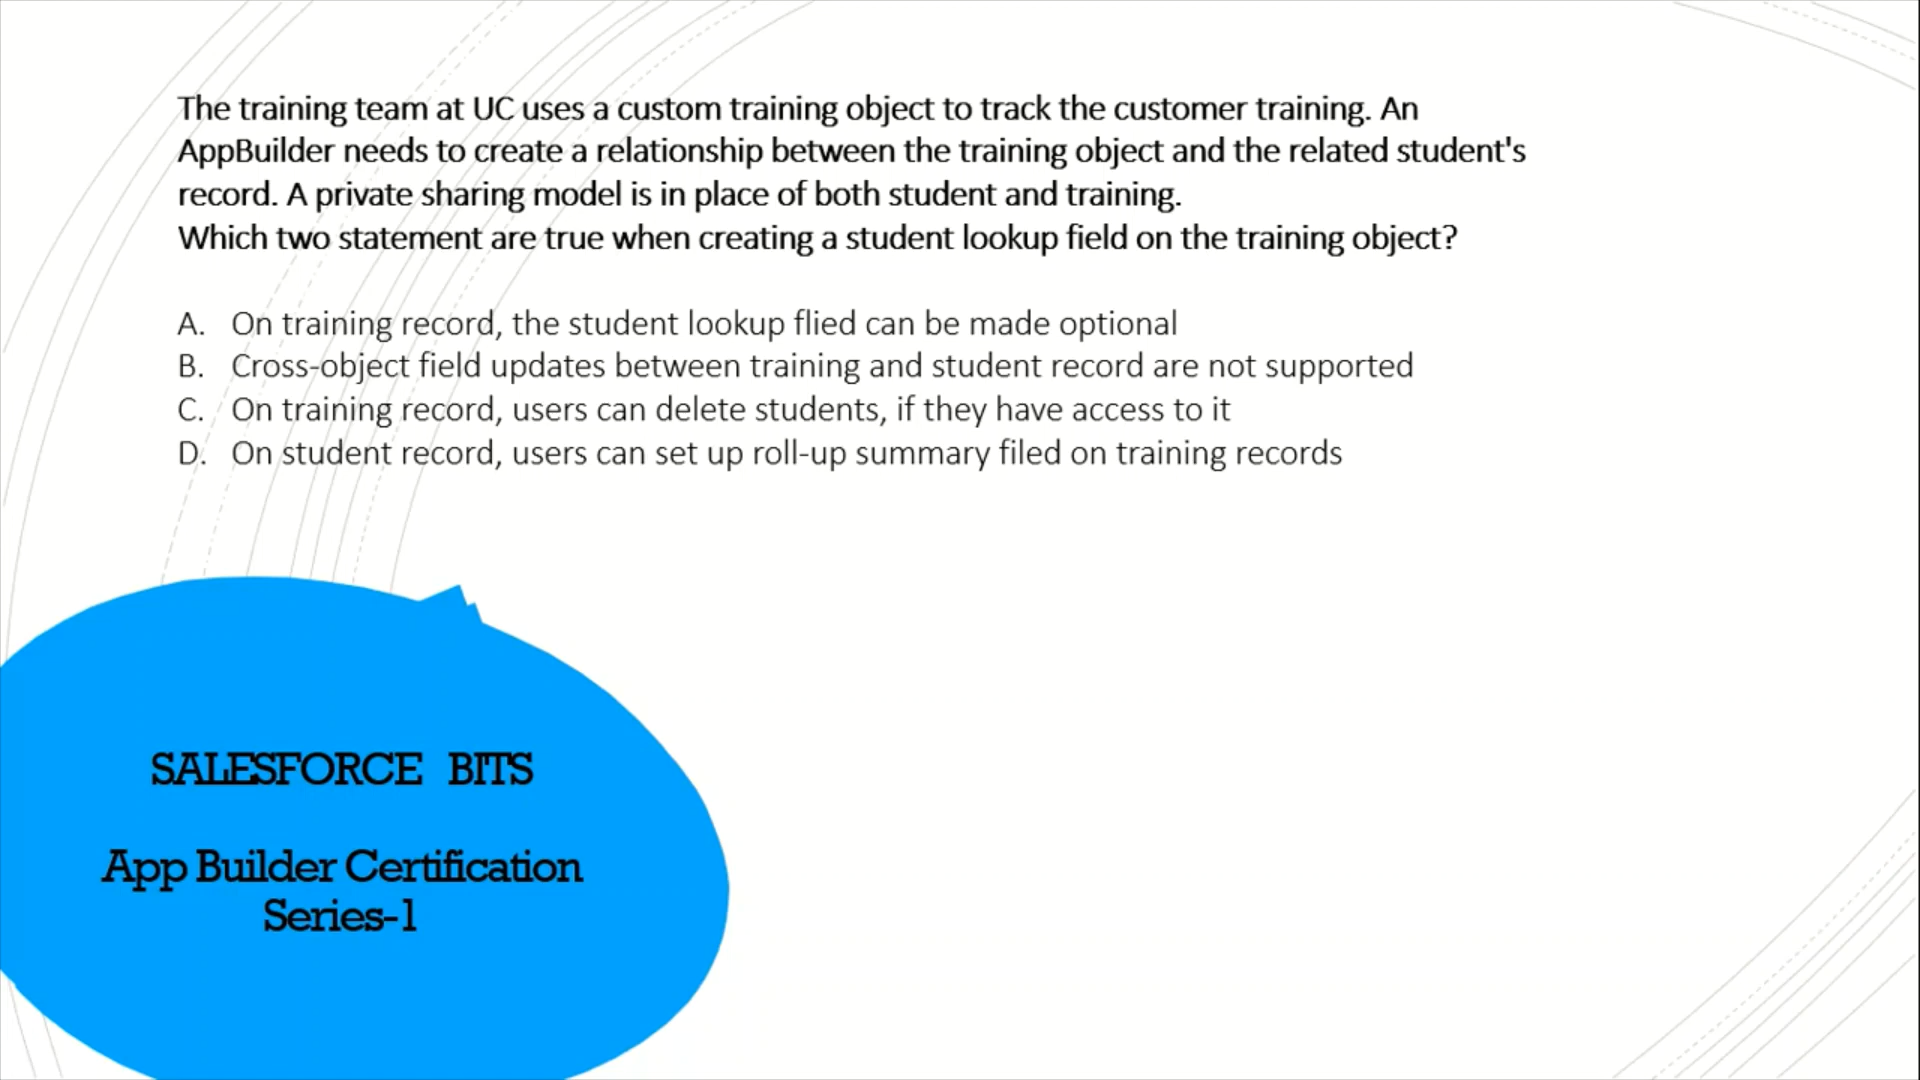 The training team at UC uses a custom training object to track the customer training. An
AppBuilder needs to create a relationship between the training object and the related student's
record. A private sharing model is in place of both student and training.
Which two statement are true when creating a student lookup field on the training object?
A. On training record, the student lookup flied can be made optional
B. Cross-object field updates between training and student record are not supported
C. On training record, users can delete students, if they have access to it
D. On student record, users can set up roll-up summary filed on training records
SALESFORCE BITS
App Builder Certification
Series-1